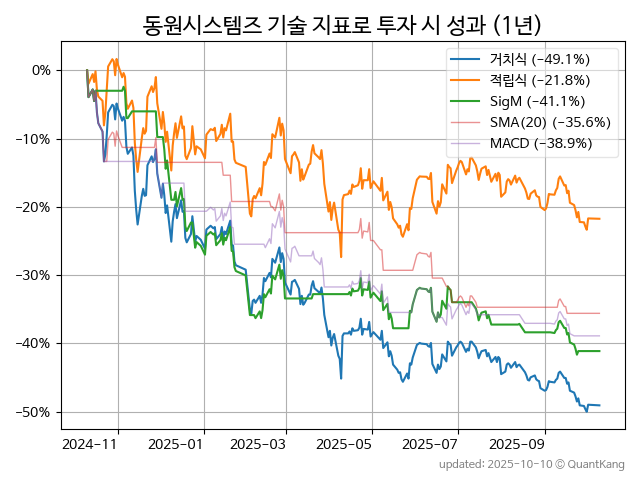 동원시스템즈 기술 지표로 투자 시 성과 (1년)
거치식 (−49.1%)
적립식 (−21.8%)
SigM (−41.1%)
SMA(20) (−35.6%)
MACD (−38.9%)
0%
−10%
−20%
−30%
−40%
−50%
2024−11
2025−01
2025−03
2025−05
2025−07
2025−09
updated: 2025-10-10 © QuantKang